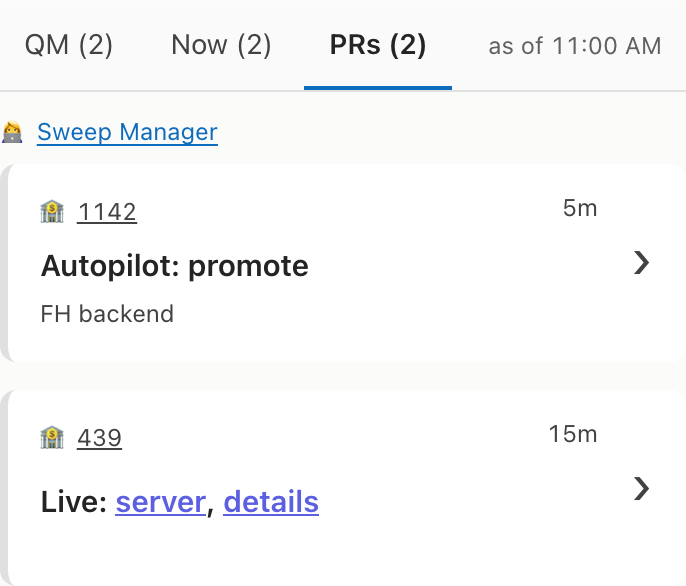 QM (2) Now (2) PRs (2) as of 11:00 AM
Sweep Manager
1142 5m
Autopilot: promote
FH backend
439 15m
Live: server, details